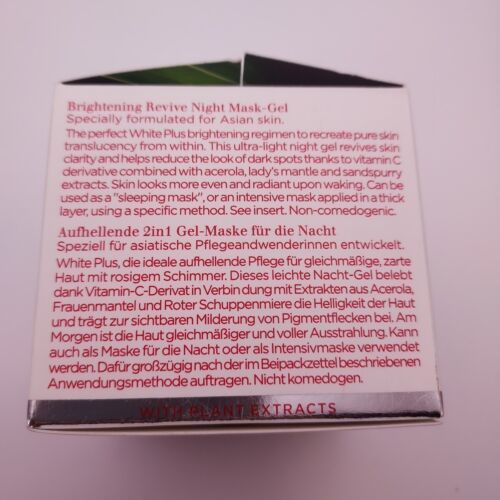 Brightening Revive Night Mask-Gel
Specially formulated for Asian skin.
The perfect White Plus brightening regimen to recreate pure skin
translucency from within. This ultra-light night gel revives skin
clarity and helps reduce the look of dark spots thanks to vitamin C
derivative combined with acerola, lady's mantle and sandspurry
extracts. Skin looks more even and radiant upon waking. Can be
used as a "sleeping mask", or an intensive mask applied in a thick
layer, using a specific method. See insert. Non-comedogenic.
Aufhellende 2in1 Gel-Maske für die Nacht
Speziell für asiatische Pflegeanwenderinnen entwickelt.
White Plus, die ideale aufhellende Pflege für gleichmäßige, zarte
Haut mit rosigem Schimmer. Dieses leichte Nacht-Gel belebt
dank Vitamin-C-Derivat in Verbin dung mit Extrakten aus Acerola,
Frauenmantel und Roter Schuppenmiere die Helligkeit der Haut
und trägt zur sichtbaren Milderung von Pigmentflecken bei. Am
Morgen ist die Haut gleichmäßiger und voller Ausstrahlung. Kann
auch als Maske für die Nacht oder als Intensivmaske verwendet
werden. Dafür großzügig nach der im Beipackzettel beschriebenen
Anwendungsmethode auftragen. Nicht komedogen.
WITH PLANT EXTRACTS